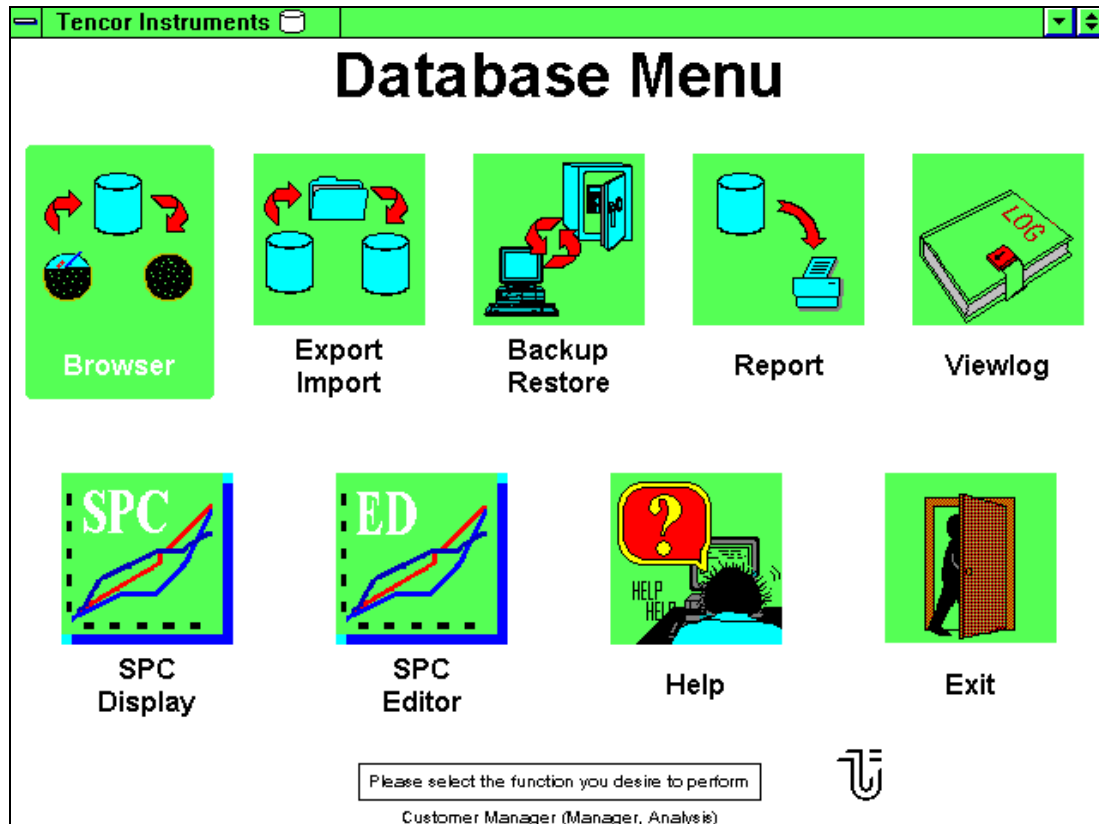 Tencor Instruments
Database Menu
LOG
Browser
Export
Import
Backup
Restore
Report
Viewlog
SPC
ED
?
HELP
HELP
SPC
Display
SPC
Editor
Help
Exit
Please select the function you desire to perform
Customer Manager (Manager, Analysis)